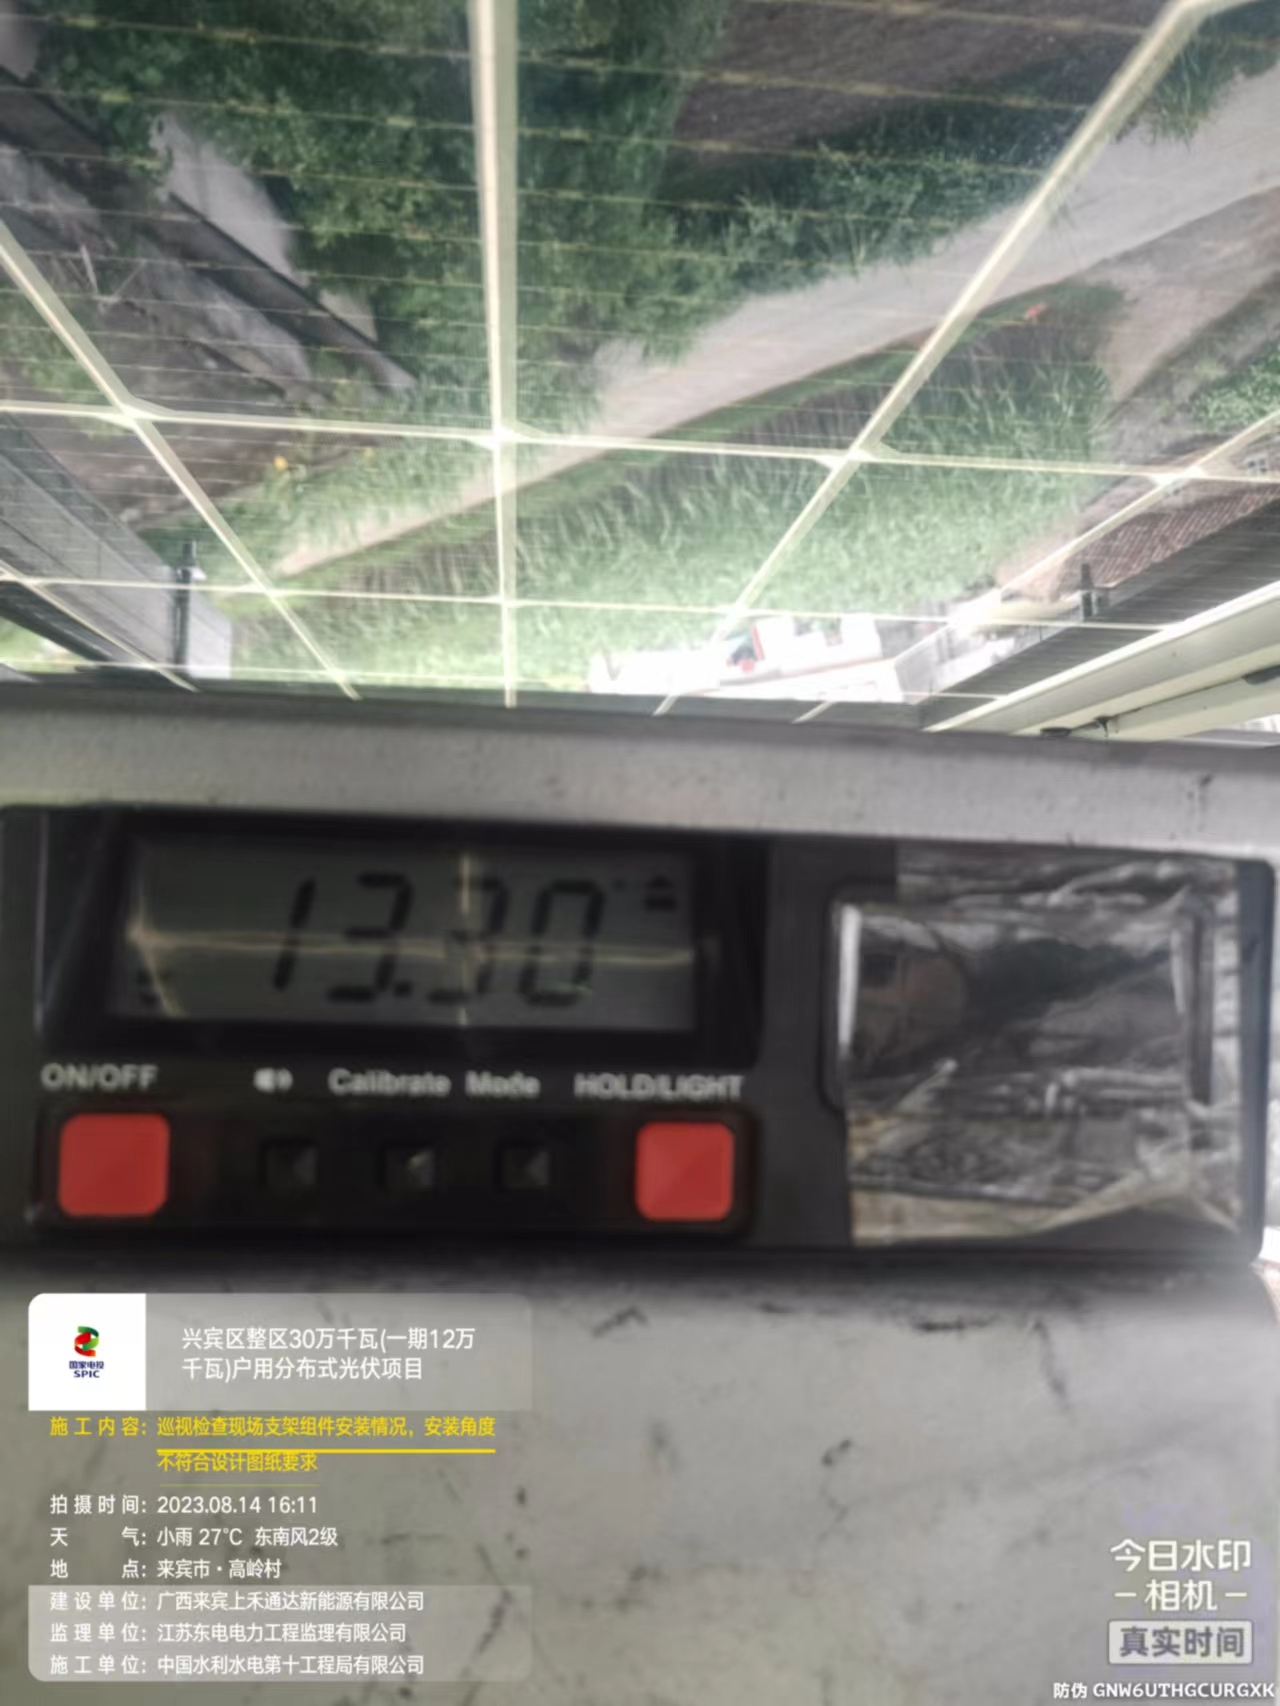 13.30°
ON/OFF Calibrate Mode HOLD/LIGHT
国家电投
SPIC
兴宾区整区30万千瓦(一期12万
千瓦)户用分布式光伏项目
施工内容：巡视检查现场支架组件安装情况，安装角度
不符合设计图纸要求
拍摄时间：2023.08.14 16:11
天气：小雨 27℃ 东南风2级
地点：来宾市·高岭村
建设单位：广西来宾上禾通达新能源有限公司
监理单位：江苏东电电力工程监理有限公司
施工单位：中国水利水电第十工程局有限公司
今日水印
-相机-
真实时间
防伪 GNW6UTHGCURGXK